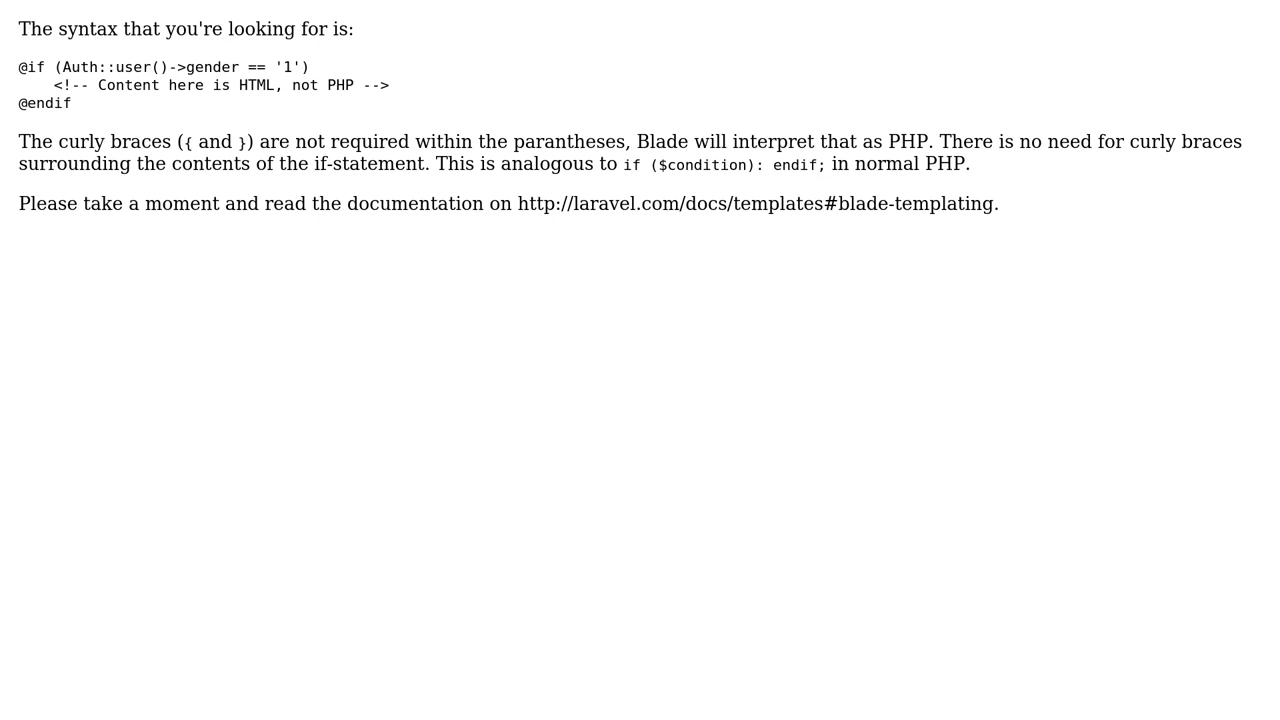 The syntax that you're looking for is:
@if (Auth::user()->gender == '1')
    <!-- Content here is HTML, not PHP -->
@endif
The curly braces ({ and }) are not required within the parantheses, Blade will interpret that as PHP. There is no need for curly braces
surrounding the contents of the if-statement. This is analogous to if ($condition): endif; in normal PHP.
Please take a moment and read the documentation on http://laravel.com/docs/templates#blade-templating.